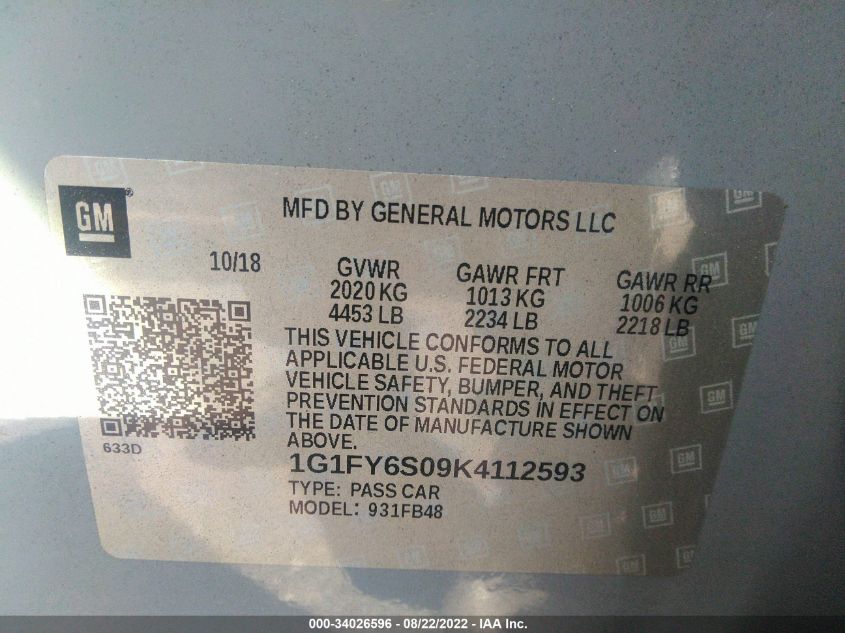 GM®
MFD BY GENERAL MOTORS LLC
10/18
GVWR GAWR FRT GAWR RR
2020 KG 1013 KG 1006 KG
4453 LB 2234 LB 2218 LB
THIS VEHICLE CONFORMS TO ALL
APPLICABLE U.S. FEDERAL MOTOR
VEHICLE SAFETY, BUMPER, AND THEFT
PREVENTION STANDARDS IN EFFECT ON
THE DATE OF MANUFACTURE SHOWN
ABOVE.
633D
1G1FY6S09K4112593
TYPE: PASS CAR
MODEL: 931FB48
000-34026596 - 08/22/2022 - IAA Inc.